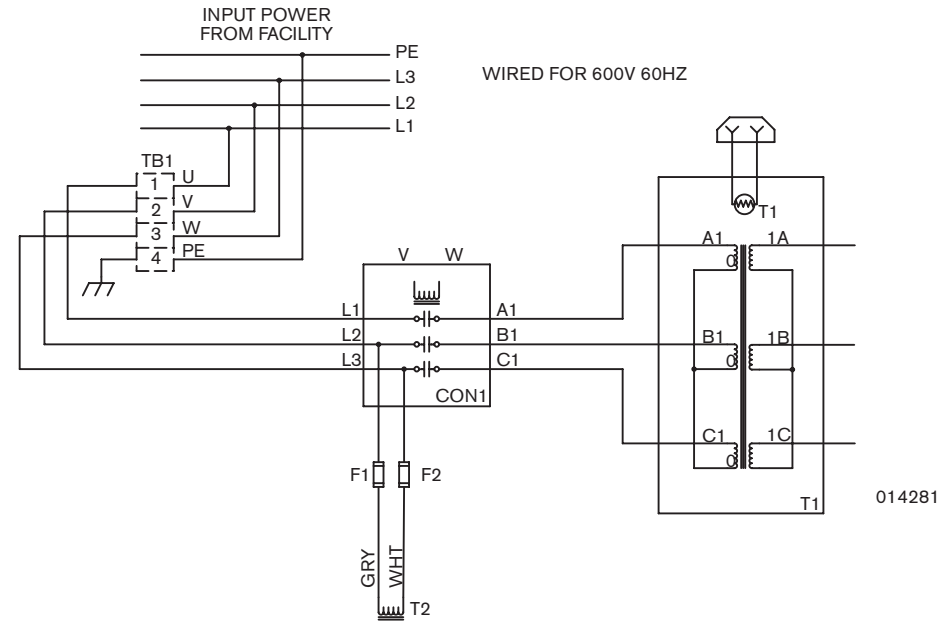 INPUT POWER
FROM FACILITY
PE
L3
L2
L1
WIRED FOR 600V 60HZ
TB1
1 U
2 V
3 W
4 PE
T1
A1 1A
0
V W
L1 A1
L2 B1
L3 C1
CON1
B1 1B
0
C1 1C
0
F1 F2
T1
014281
GRY
WHT
T2